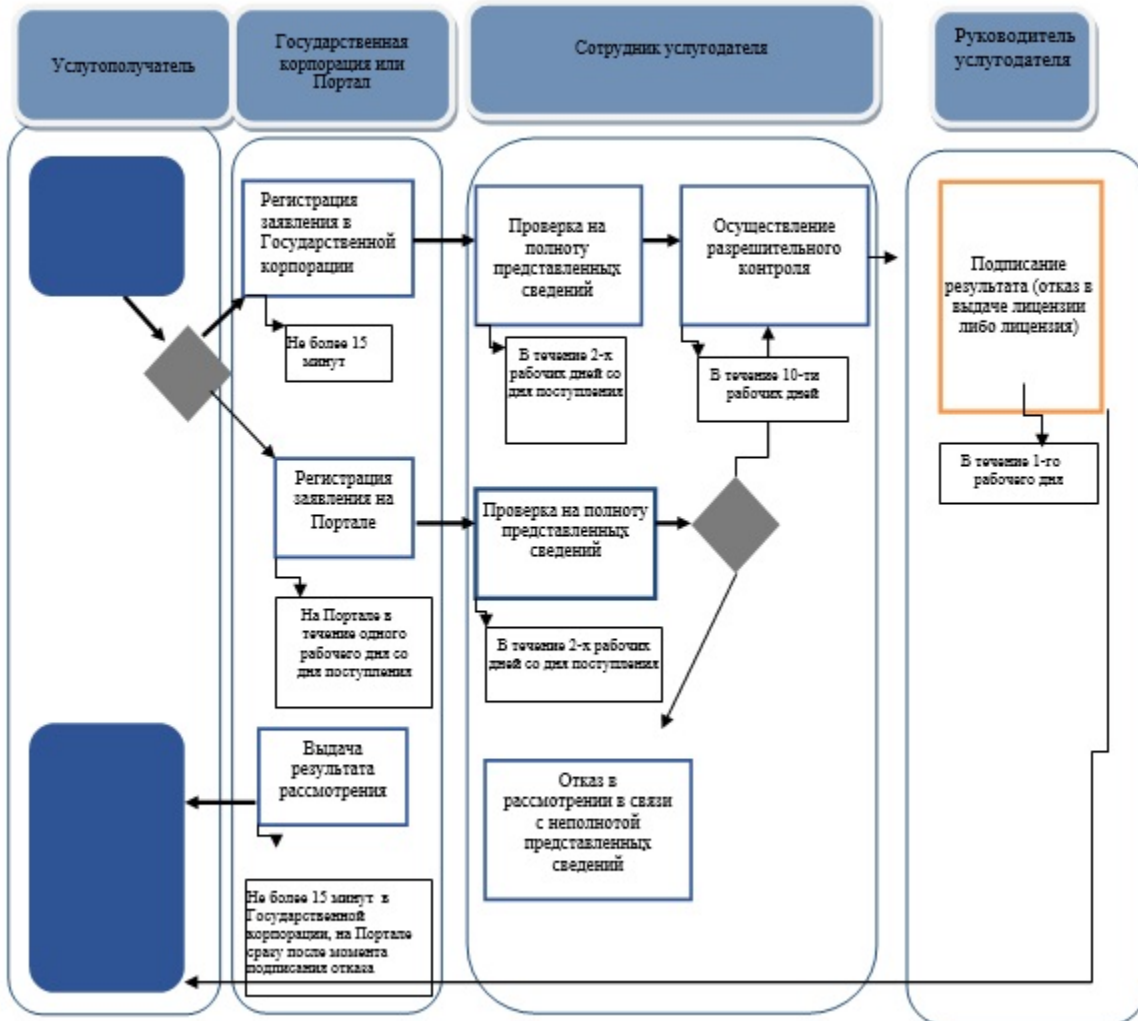 Услугополучатель
Государственная
корпорация или
Портал
Сотрудник услугодателя
Руководитель
услугодателя
Регистрация
заявления в
Государственной
корпорации
Не более 15
минут
Проверка на
полноту
представленных
сведений
В течение 2-х
рабочих дней со
дня поступления
Осуществление
разрешительного
контроля
В течение 10-ти
рабочих дней
Подписание
результата (отказ в
выдаче лицензии
либо лицензия)
В течение 1-го
рабочего дня
Регистрация
заявления на
Портале
На Портале в
течение одного
рабочего дня со
дня поступления
Проверка на полноту
представленных
сведений
В течение 2-х рабочих
дней со дня поступления
Выдача
результата
рассмотрения
Не более 15 минут в
Государственной
корпорации, на Портале
сразу после момента
подписания отказа
Отказ в
рассмотрении в связи
с неполнотой
представленных
сведений